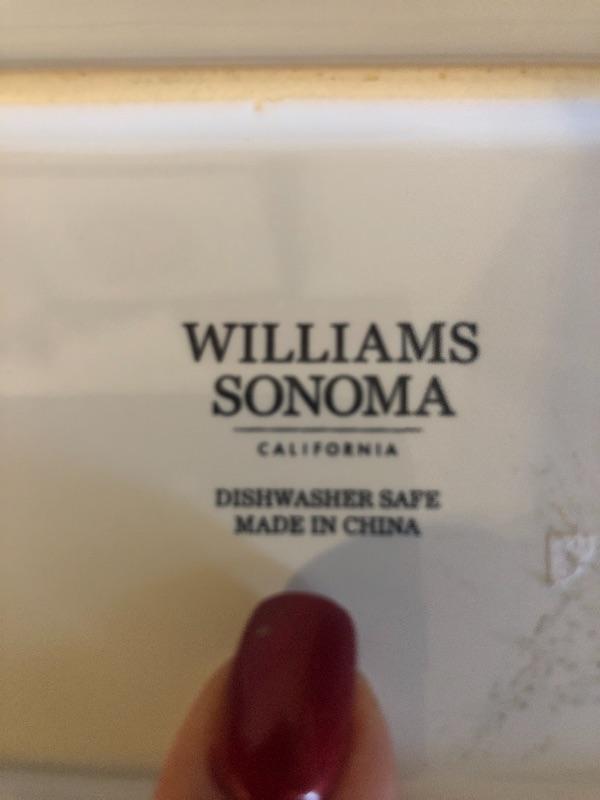 WILLIAMS
SONOMA
CALIFORNIA
DISHWASHER SAFE
MADE IN CHINA